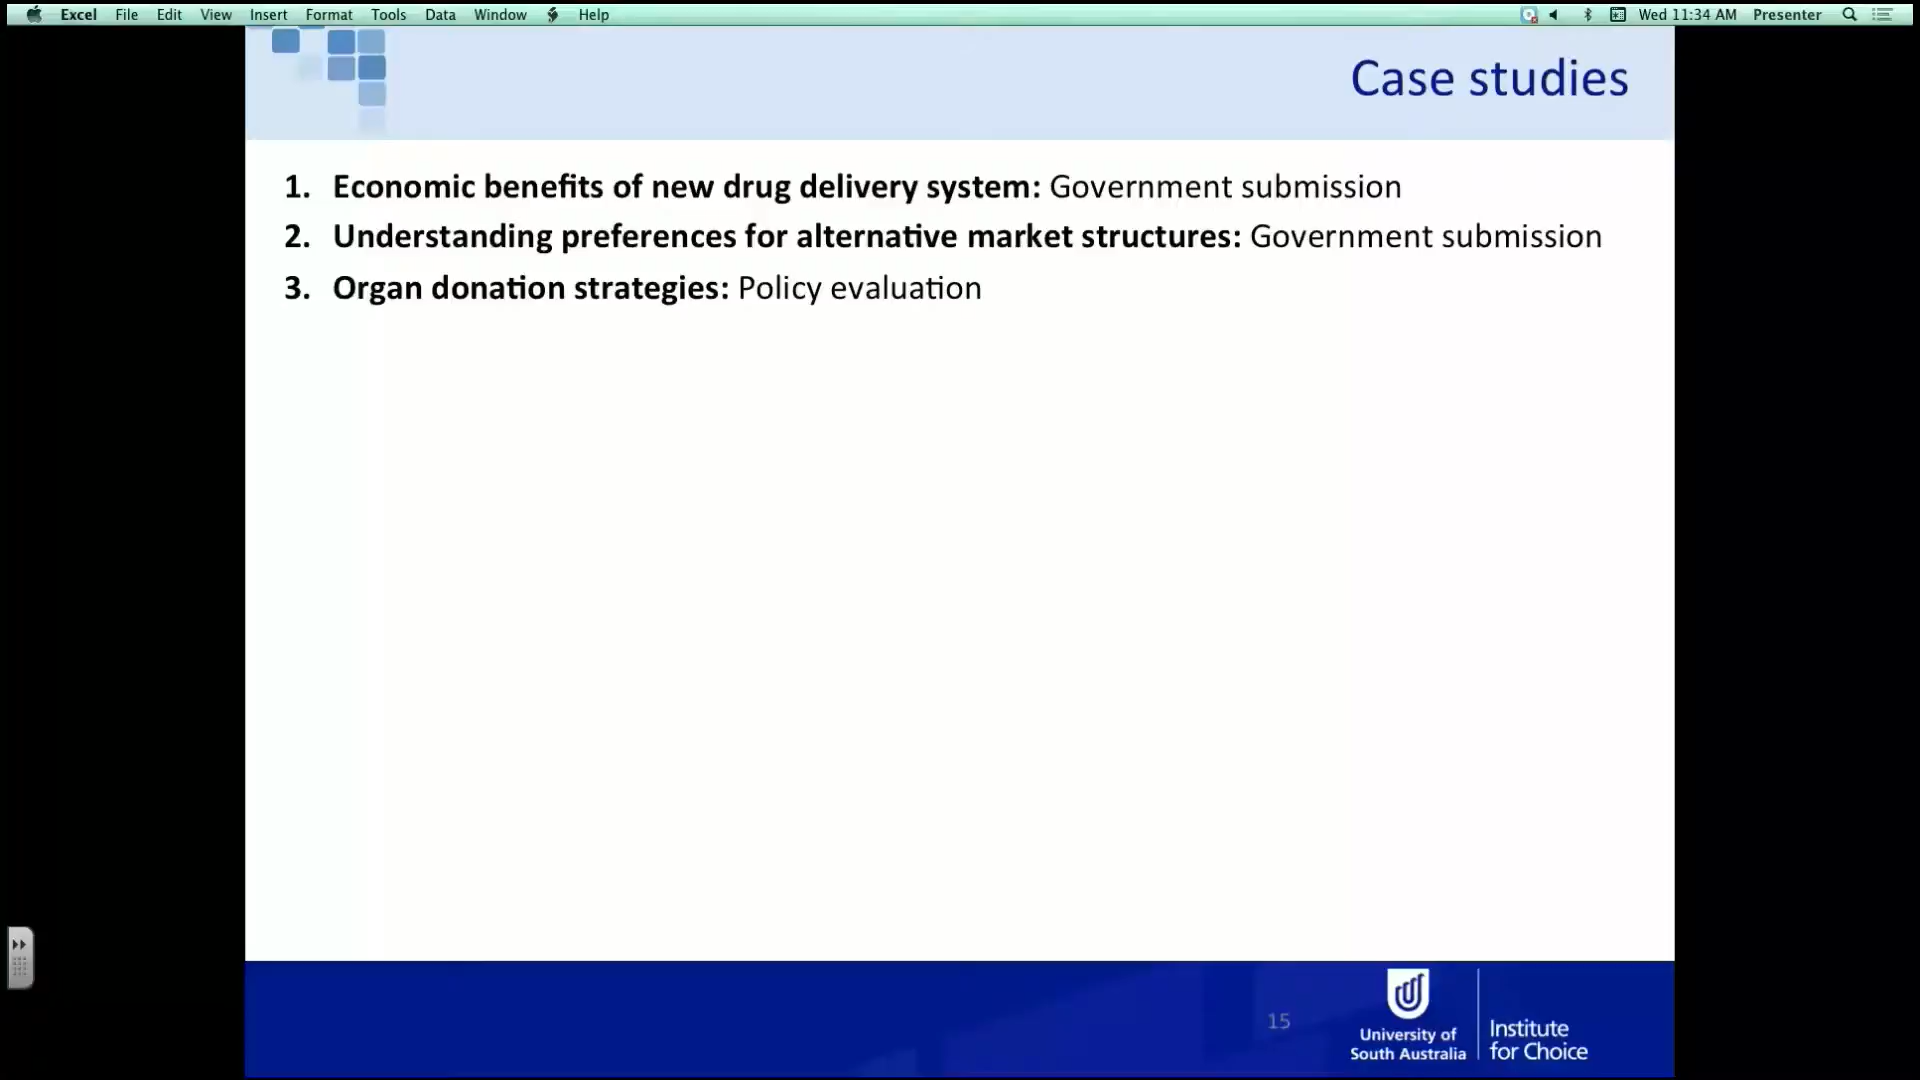 Excel File Edit View Insert Format Tools Data Window Help Wed 11:34 AM Presenter
Case studies
1. Economic benefits of new drug delivery system: Government submission
2. Understanding preferences for alternative market structures: Government submission
3. Organ donation strategies: Policy evaluation
15
University of
South Australia
Institute
for Choice